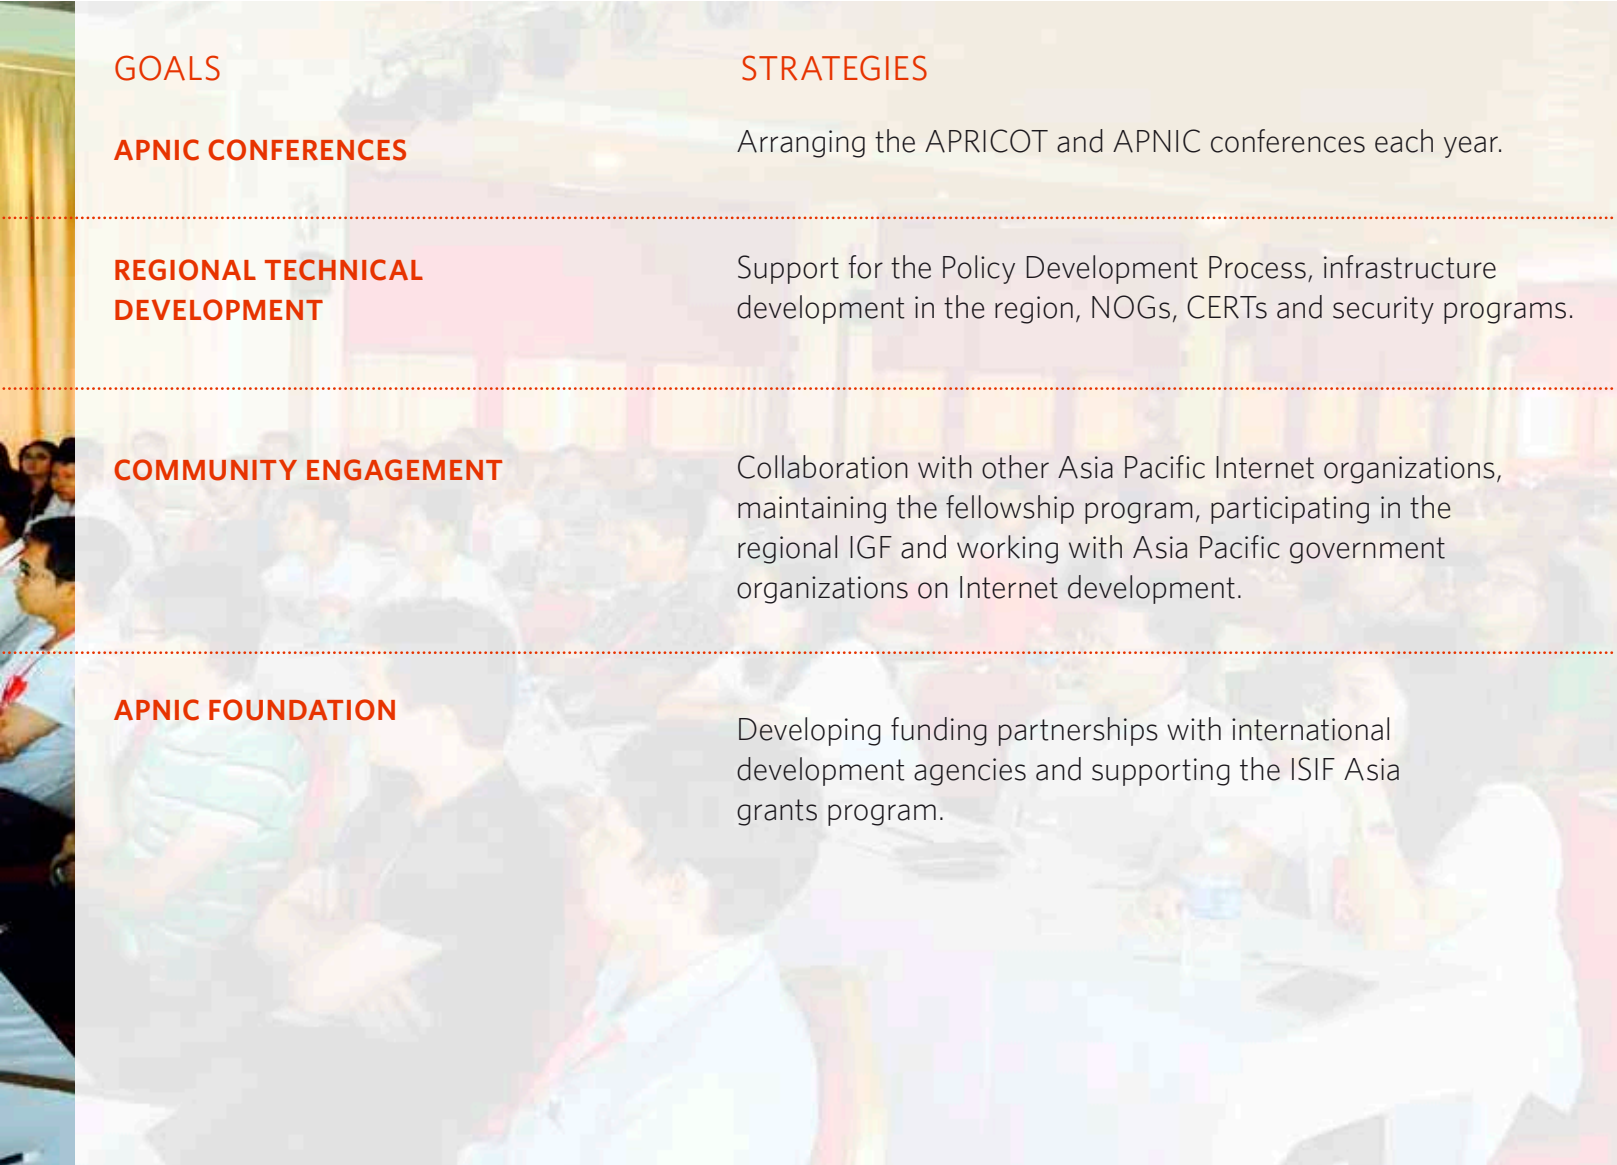 GOALS
STRATEGIES
APNIC CONFERENCES
Arranging the APRICOT and APNIC conferences each year.
REGIONAL TECHNICAL
DEVELOPMENT
Support for the Policy Development Process, infrastructure
development in the region, NOGs, CERTs and security programs.
COMMUNITY ENGAGEMENT
Collaboration with other Asia Pacific Internet organizations,
maintaining the fellowship program, participating in the
regional IGF and working with Asia Pacific government
organizations on Internet development.
APNIC FOUNDATION
Developing funding partnerships with international
development agencies and supporting the ISIF Asia
grants program.